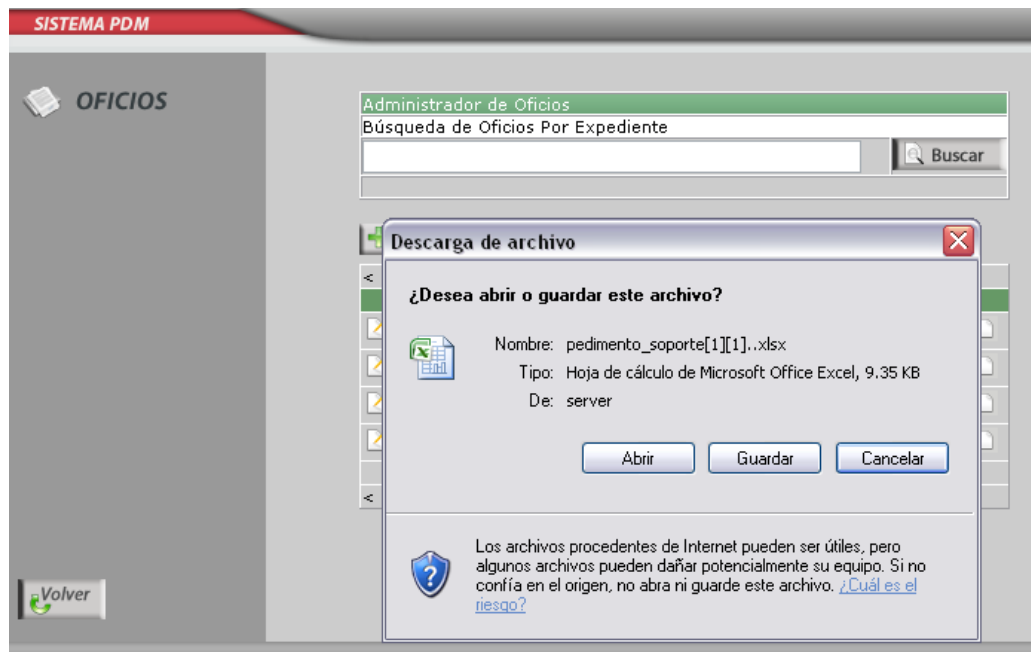 SISTEMA PDM
OFICIOS
Administrador de Oficios
Búsqueda de Oficios Por Expediente
Buscar
Descarga de archivo
<
¿Desea abrir o guardar este archivo?
Nombre: pedimento_soporte[1][1]..xlsx
Tipo: Hoja de cálculo de Microsoft Office Excel, 9.35 KB
De: server
Abrir Guardar Cancelar
<
Los archivos procedentes de Internet pueden ser útiles, pero
algunos archivos pueden dañar potencialmente su equipo. Si no
confía en el origen, no abra ni guarde este archivo. ¿Cuál es el
riesgo?
Volver